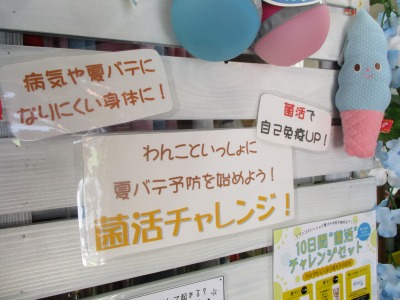 病気や夏バテに
なりにくい身体に！
菌活で
自己免疫UP！
わんこといっしょに
夏バテ予防を始めよう！
菌活チャレンジ！
10日間"菌活"
チャレンジセット